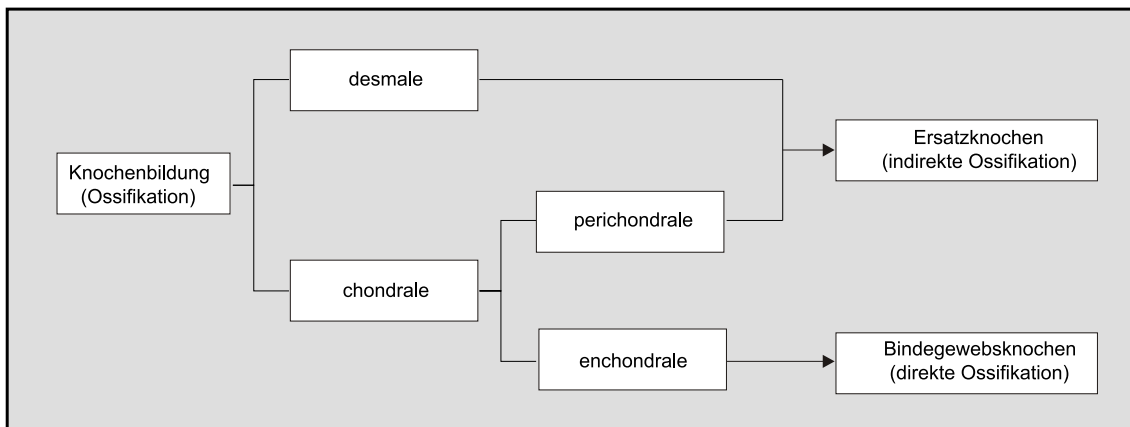 Knochenbildung
(Ossifikation)
desmale
chondrale
perichondrale
enchondrale
Ersatzknochen
(indirekte Ossifikation)
Bindegewebsknochen
(direkte Ossifikation)